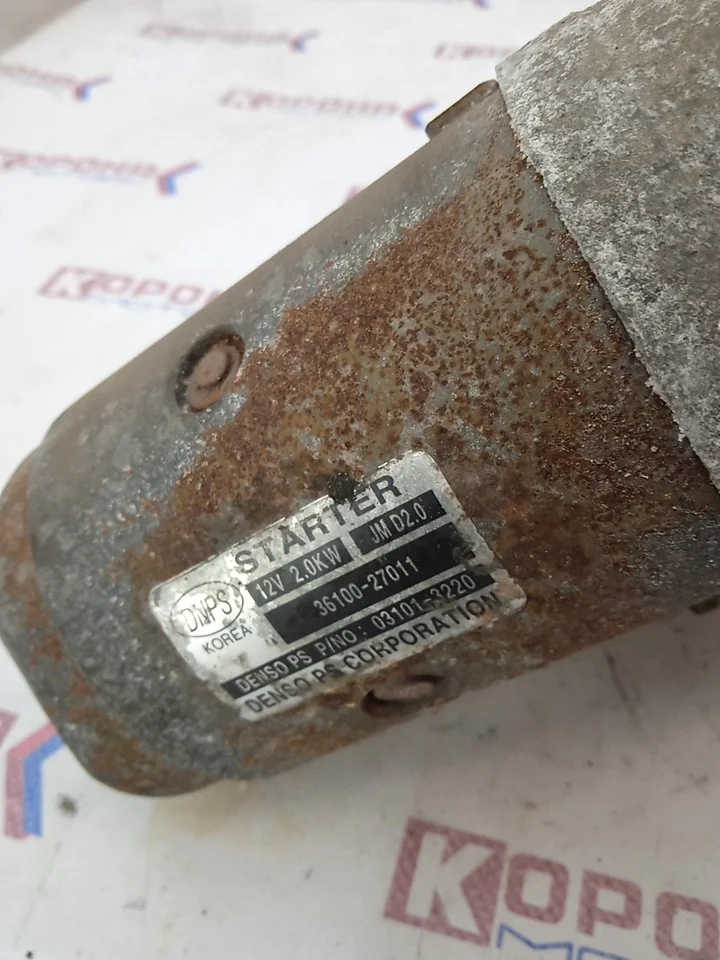 STARTER
12V 2.0KW JM D2.0
36100-27011
DNPS
KOREA
DENSO PS P/NO: 03101-3220
DENSO PS CORPORATION